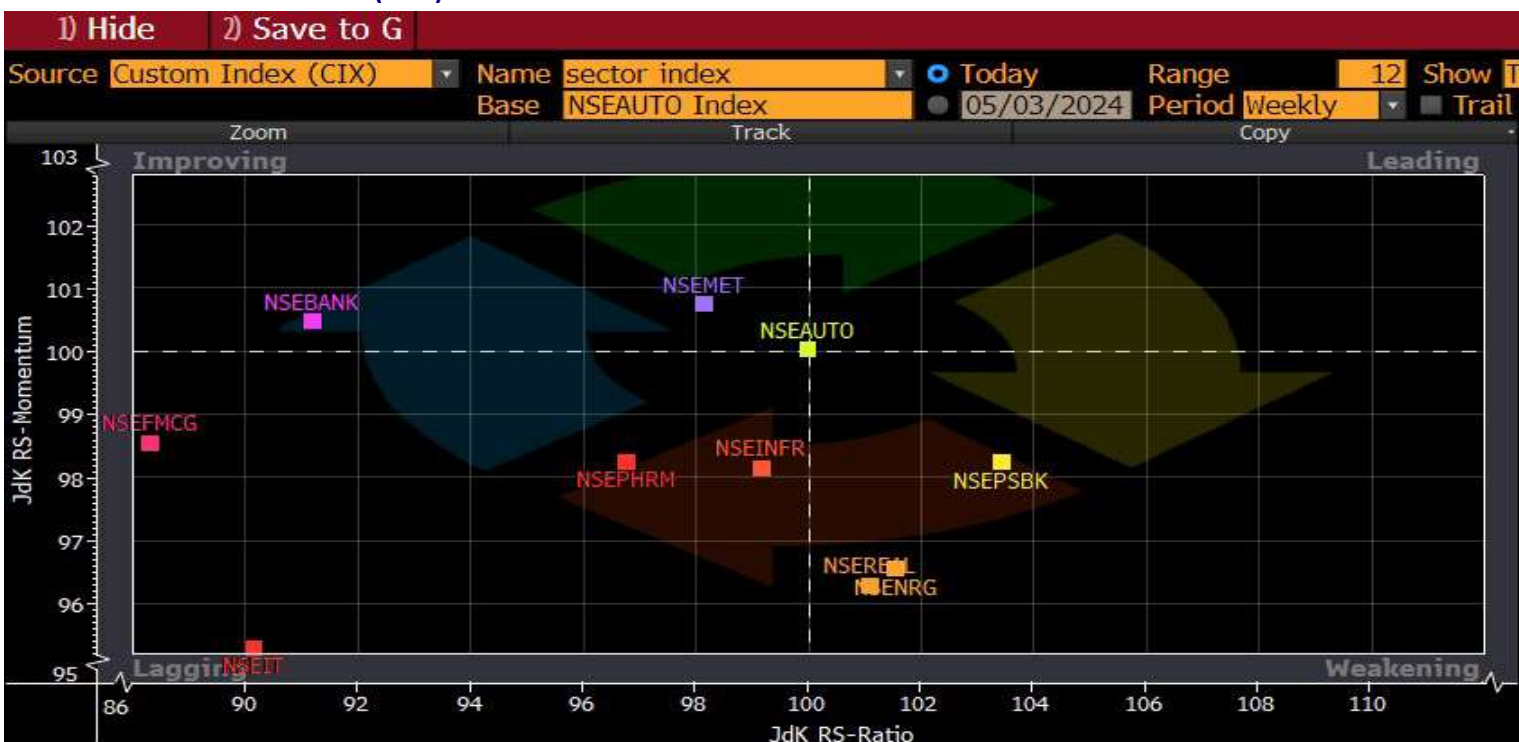 1) Hide 2) Save to G
Source Custom Index (CIX) Name sector index Today Range 12 Show T
Base NSEAUTO Index 05/03/2024 Period Weekly Trail
Zoom Track Copy
Improving Leading
103
102
101
100
99
98
97
96
95
JdK RS-Momentum
NSEMET
NSEBANK
NSEAUTO
NSEFMCG
NSEINFR
NSEPHRM NSEPSBK
NSEREAL
NSENRG
NSEIT
Lagging Weakening
86 90 92 94 96 98 100 102 104 106 108 110
JdK RS-Ratio